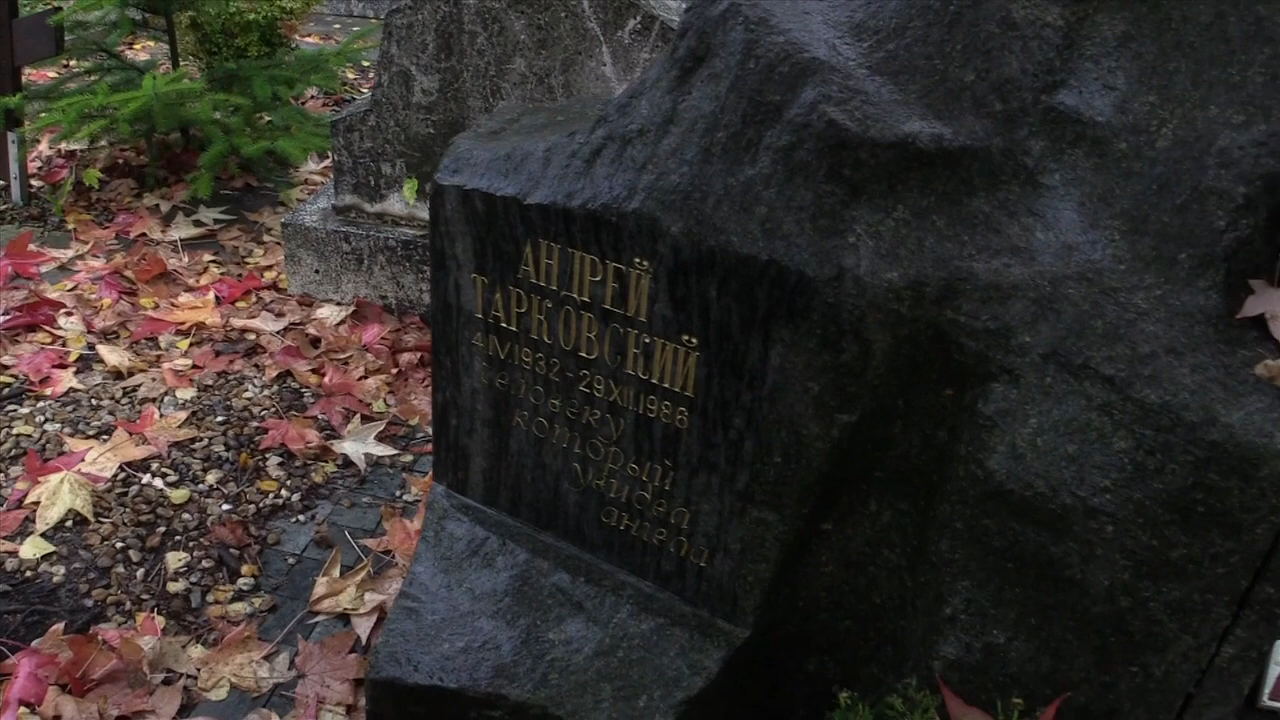 АНДРЕЙ
ТАРКОВСКИЙ
4.IV.1932-29.XII.1986
человеку
который
увидел
ангела